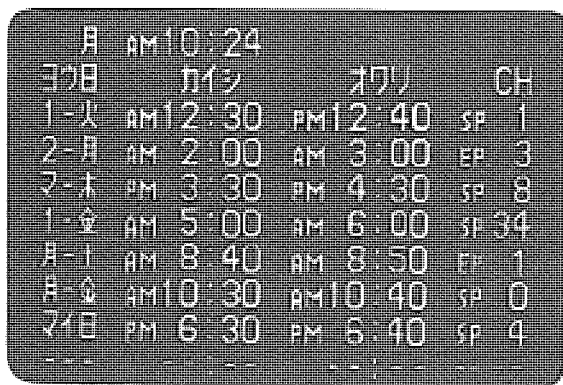 月 AM10:24
ヨウ日 カイシ オワリ CH
1-火 AM12:30 PM12:40 SP 1
2-月 AM 2:00 AM 3:00 EP 3
マ-木 PM 3:30 PM 4:30 SP 8
1-金 AM 5:00 AM 6:00 SP 34
月-土 AM 8:40 AM 8:50 EP 1
月-金 AM10:30 AM10:40 SP 0
マイ日 PM 6:30 PM 6:40 SP 4
--- -:-- -:-- --